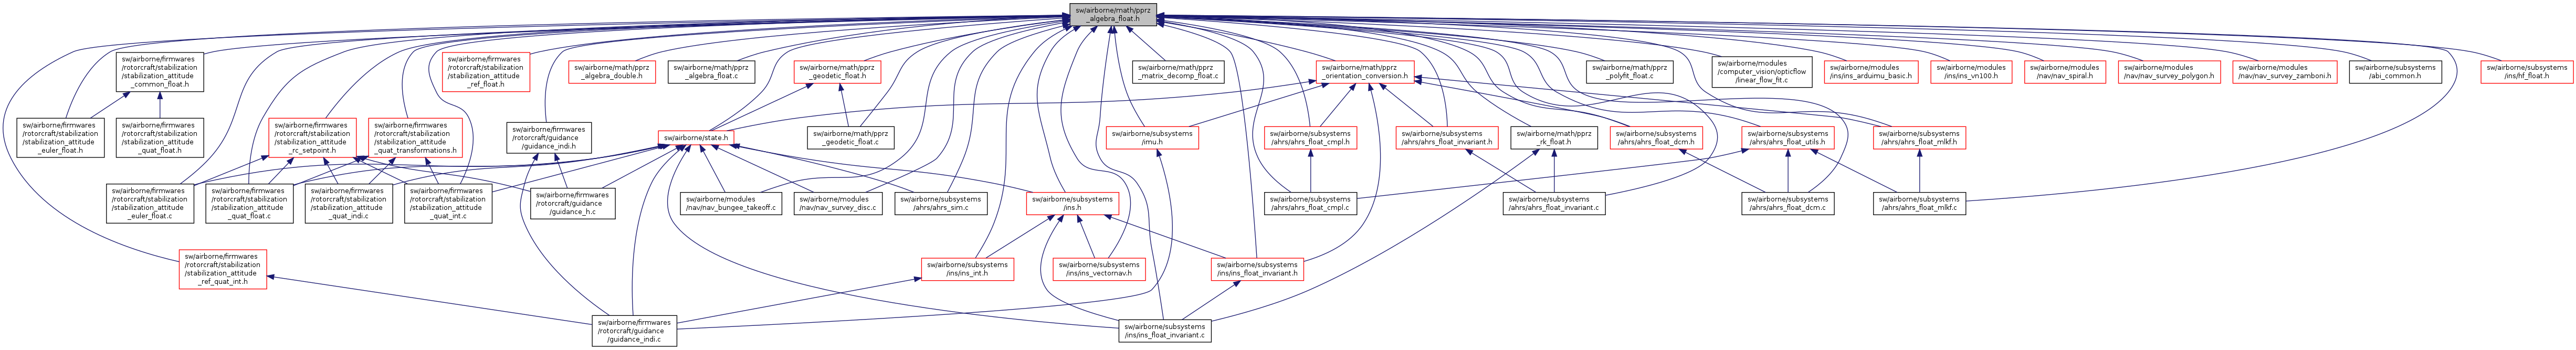 sw/airborne/math/pprz
_algebra_float.h
sw/airborne/firmwares
/rotorcraft/stabilization
/stabilization_attitude
_common_float.h
sw/airborne/firmwares
/rotorcraft/stabilization
/stabilization_attitude
_ref_float.h
sw/airborne/math/pprz
_algebra_double.h
sw/airborne/math/pprz
_algebra_float.c
sw/airborne/math/pprz
_geodetic_float.h
sw/airborne/math/pprz
_matrix_decomp_float.c
sw/airborne/math/pprz
_orientation_conversion.h
sw/airborne/math/pprz
_polyfit_float.c
sw/airborne/modules
/computer_vision/opticflow
/linear_flow_fit.c
sw/airborne/modules
/ins/ins_arduimu_basic.h
sw/airborne/modules
/ins/ins_vn100.h
sw/airborne/modules
/nav/nav_spiral.h
sw/airborne/modules
/nav/nav_survey_polygon.h
sw/airborne/modules
/nav/nav_survey_zamboni.h
sw/airborne/subsystems
/abi_common.h
sw/airborne/subsystems
/ins/hf_float.h
sw/airborne/firmwares
/rotorcraft/stabilization
/stabilization_attitude
_euler_float.h
sw/airborne/firmwares
/rotorcraft/stabilization
/stabilization_attitude
_quat_float.h
sw/airborne/firmwares
/rotorcraft/stabilization
/stabilization_attitude
_rc_setpoint.h
sw/airborne/firmwares
/rotorcraft/stabilization
/stabilization_attitude
_quat_transformations.h
sw/airborne/firmwares
/rotorcraft/guidance
/guidance_indi.h
sw/airborne/state.h
sw/airborne/math/pprz
_geodetic_float.c
sw/airborne/subsystems
/imu.h
sw/airborne/subsystems
/ahrs/ahrs_float_cmpl.h
sw/airborne/subsystems
/ahrs/ahrs_float_invariant.h
sw/airborne/math/pprz
_rk_float.h
sw/airborne/subsystems
/ahrs/ahrs_float_dcm.h
sw/airborne/subsystems
/ahrs/ahrs_float_utils.h
sw/airborne/subsystems
/ahrs/ahrs_float_mlkf.h
sw/airborne/firmwares
/rotorcraft/stabilization
/stabilization_attitude
_euler_float.c
sw/airborne/firmwares
/rotorcraft/stabilization
/stabilization_attitude
_quat_float.c
sw/airborne/firmwares
/rotorcraft/stabilization
/stabilization_attitude
_quat_indi.c
sw/airborne/firmwares
/rotorcraft/stabilization
/stabilization_attitude
_quat_int.c
sw/airborne/firmwares
/rotorcraft/guidance
/guidance_h.c
sw/airborne/modules
/nav/nav_bungee_takeoff.c
sw/airborne/modules
/nav/nav_survey_disc.c
sw/airborne/subsystems
/ahrs/ahrs_sim.c
sw/airborne/subsystems
/ins.h
sw/airborne/subsystems
/ahrs/ahrs_float_cmpl.c
sw/airborne/subsystems
/ahrs/ahrs_float_invariant.c
sw/airborne/subsystems
/ahrs/ahrs_float_dcm.c
sw/airborne/subsystems
/ahrs/ahrs_float_mlkf.c
sw/airborne/firmwares
/rotorcraft/stabilization
/stabilization_attitude
_ref_quat_int.h
sw/airborne/subsystems
/ins/ins_int.h
sw/airborne/subsystems
/ins/ins_vectornav.h
sw/airborne/subsystems
/ins/ins_float_invariant.h
sw/airborne/firmwares
/rotorcraft/guidance
/guidance_indi.c
sw/airborne/subsystems
/ins/ins_float_invariant.c